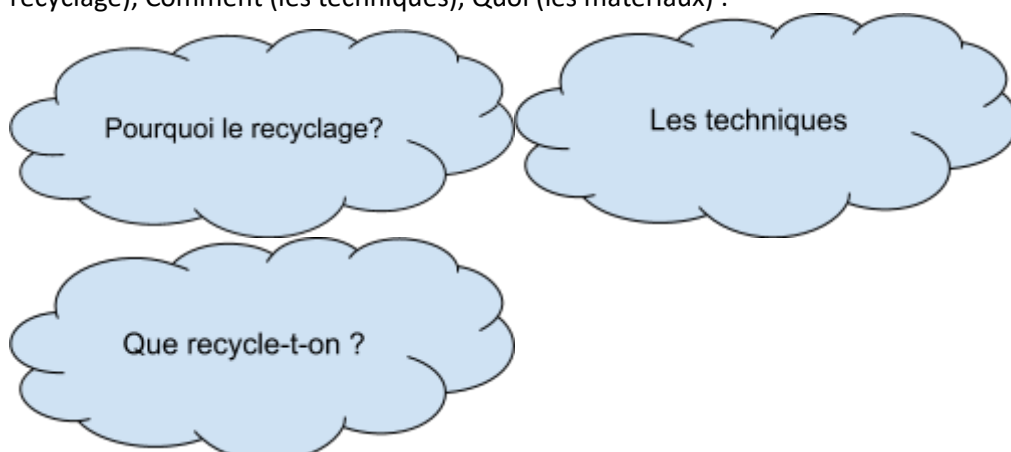 recyclage), Comment (les techniques), Quoi (les matériaux) :
Pourquoi le recyclage?
Les techniques
Que recycle-t-on ?